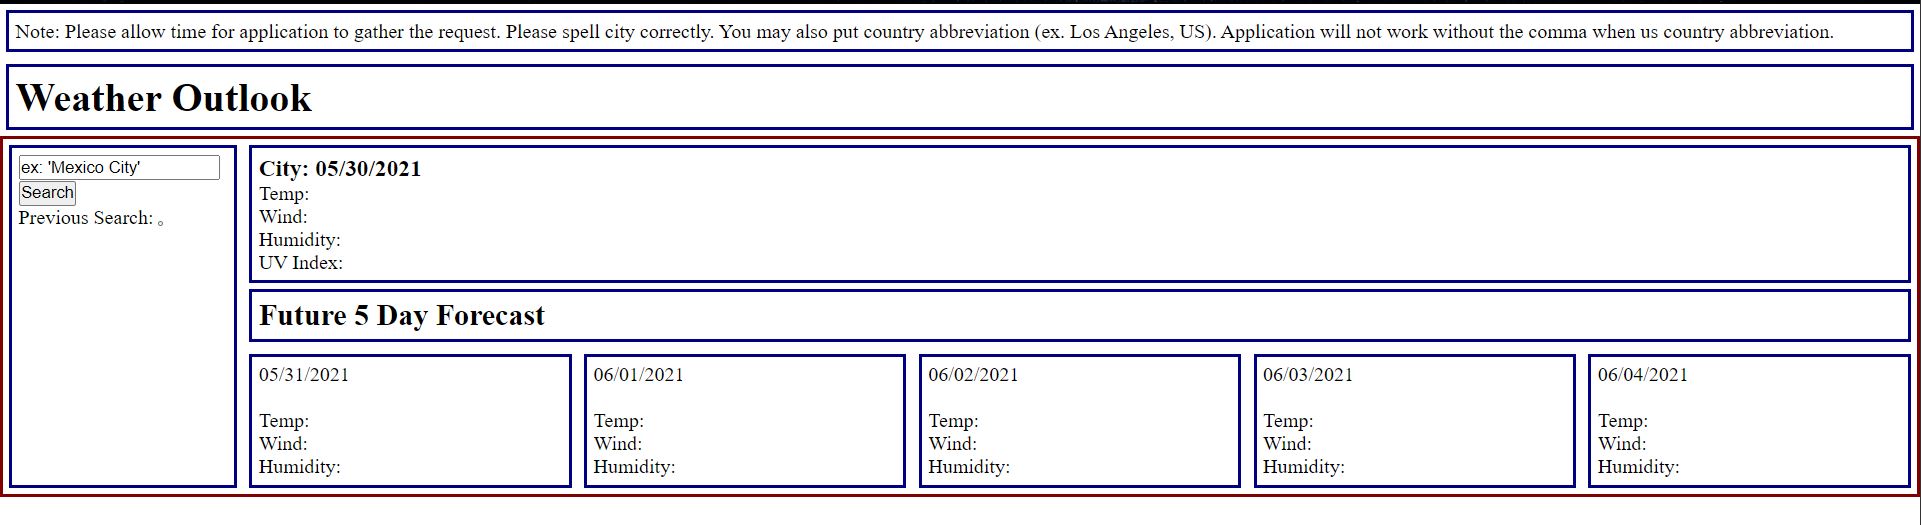 Note: Please allow time for application to gather the request. Please spell city correctly. You may also put country abbreviation (ex. Los Angeles, US). Application will not work without the comma when us country abbreviation.
Weather Outlook
ex: 'Mexico City'
Search
Previous Search: 。
City: 05/30/2021
Temp:
Wind:
Humidity:
UV Index:
Future 5 Day Forecast
05/31/2021
Temp:
Wind:
Humidity:
06/01/2021
Temp:
Wind:
Humidity:
06/02/2021
Temp:
Wind:
Humidity:
06/03/2021
Temp:
Wind:
Humidity:
06/04/2021
Temp:
Wind:
Humidity: